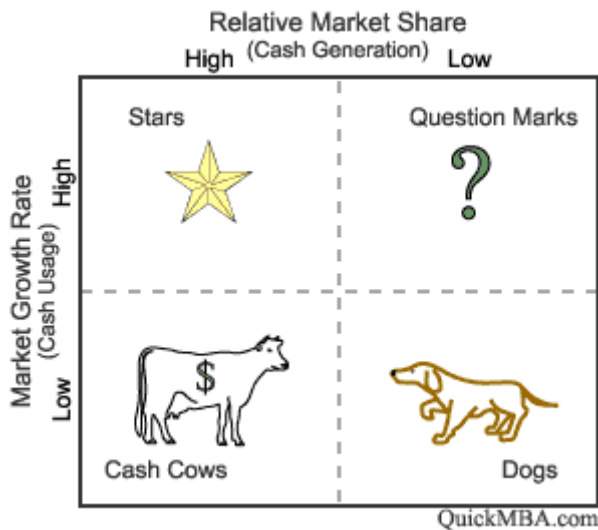 Relative Market Share
(Cash Generation)
High Low
Stars Question Marks
?
Market Growth Rate
(Cash Usage)
High
Low
$
Cash Cows Dogs
QuickMBA.com